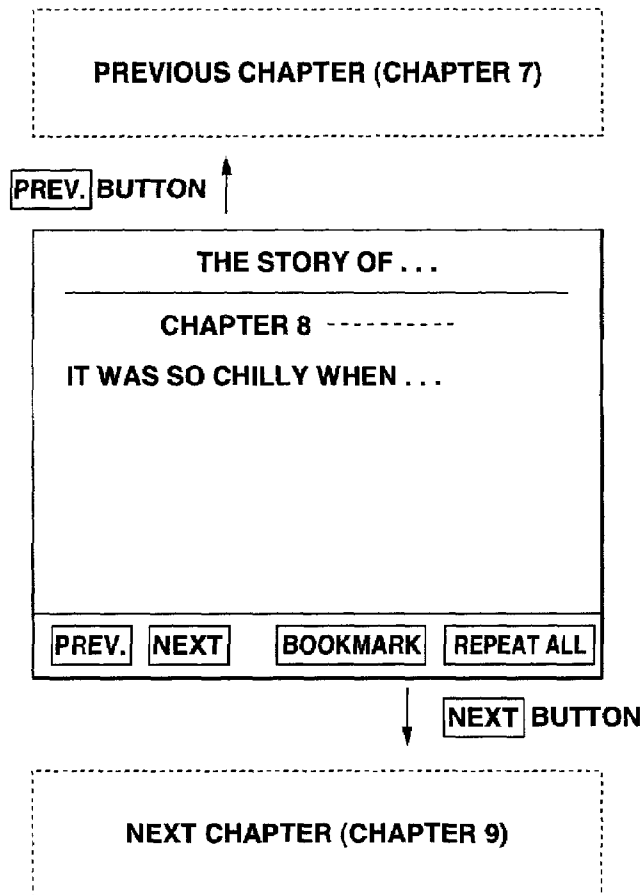 PREVIOUS CHAPTER (CHAPTER 7)
PREV. BUTTON
THE STORY OF . . .
CHAPTER 8 ----------
IT WAS SO CHILLY WHEN . . .
PREV. NEXT BOOKMARK REPEAT ALL
NEXT BUTTON
NEXT CHAPTER (CHAPTER 9)